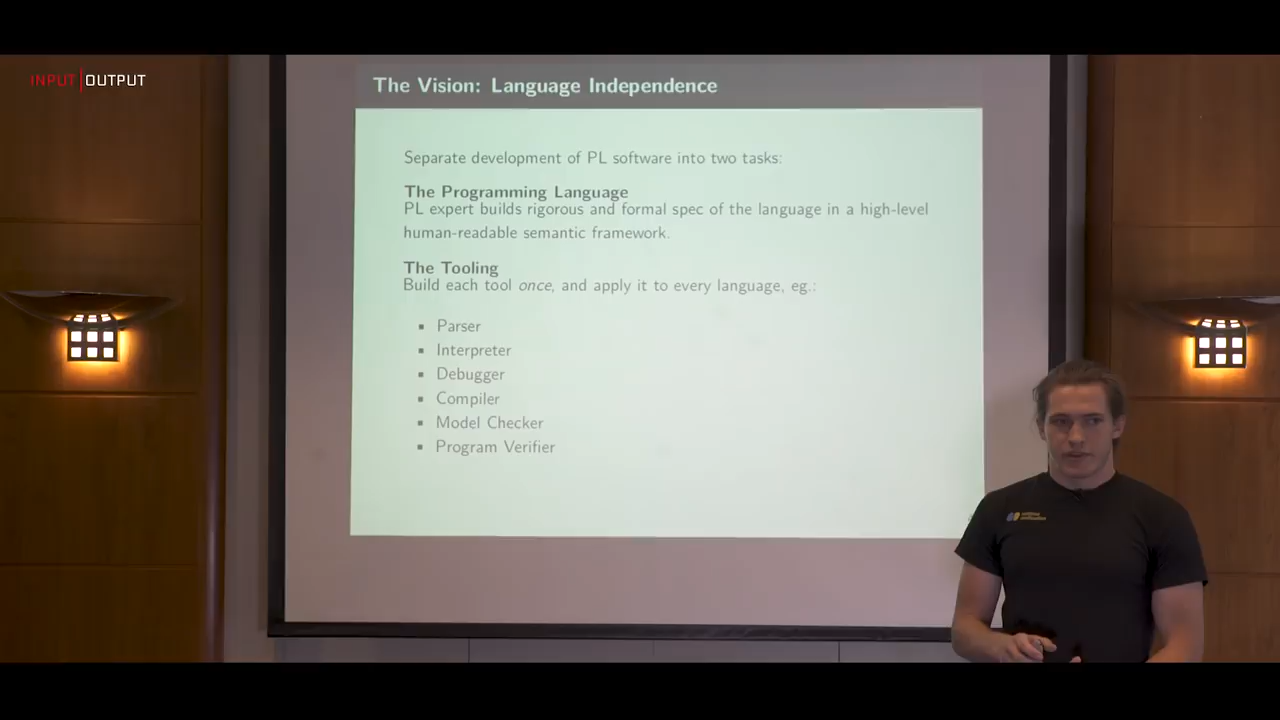 INPUT|OUTPUT
The Vision: Language Independence
Separate development of PL software into two tasks:
The Programming Language
PL expert builds rigorous and formal spec of the language in a high-level
human-readable semantic framework.
The Tooling
Build each tool once, and apply it to every language, eg.:
▪ Parser
▪ Interpreter
▪ Debugger
▪ Compiler
▪ Model Checker
▪ Program Verifier